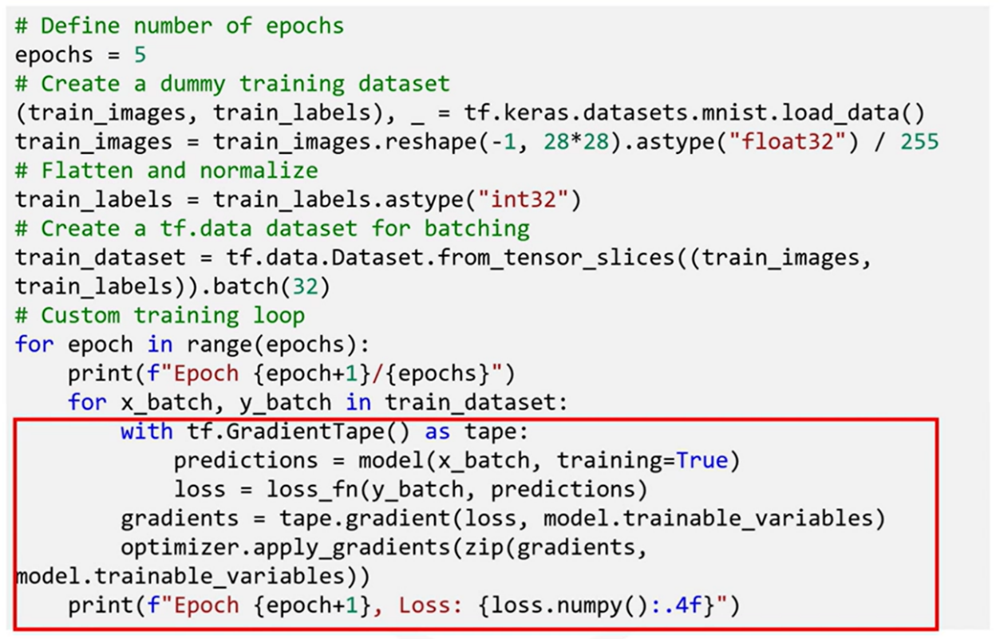 # Define number of epochs
epochs = 5
# Create a dummy training dataset
(train_images, train_labels), _ = tf.keras.datasets.mnist.load_data()
train_images = train_images.reshape(-1, 28*28).astype("float32") / 255
# Flatten and normalize
train_labels = train_labels.astype("int32")
# Create a tf.data dataset for batching
train_dataset = tf.data.Dataset.from_tensor_slices((train_images,
train_labels)).batch(32)
# Custom training loop
for epoch in range(epochs):
    print(f"Epoch {epoch+1}/{epochs}")
    for x_batch, y_batch in train_dataset:
        with tf.GradientTape() as tape:
            predictions = model(x_batch, training=True)
            loss = loss_fn(y_batch, predictions)
        gradients = tape.gradient(loss, model.trainable_variables)
        optimizer.apply_gradients(zip(gradients,
model.trainable_variables))
    print(f"Epoch {epoch+1}, Loss: {loss.numpy():.4f}")